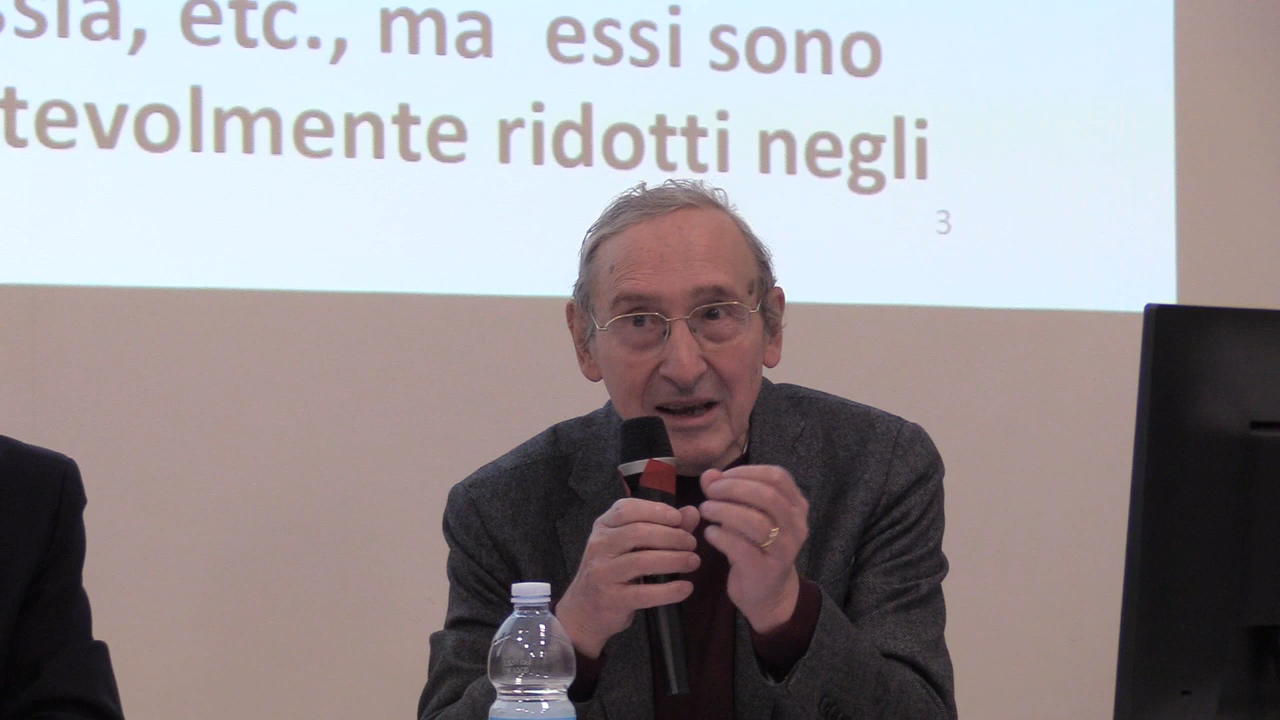 ssia, etc., ma essi sono
tevolmente ridotti negli
3